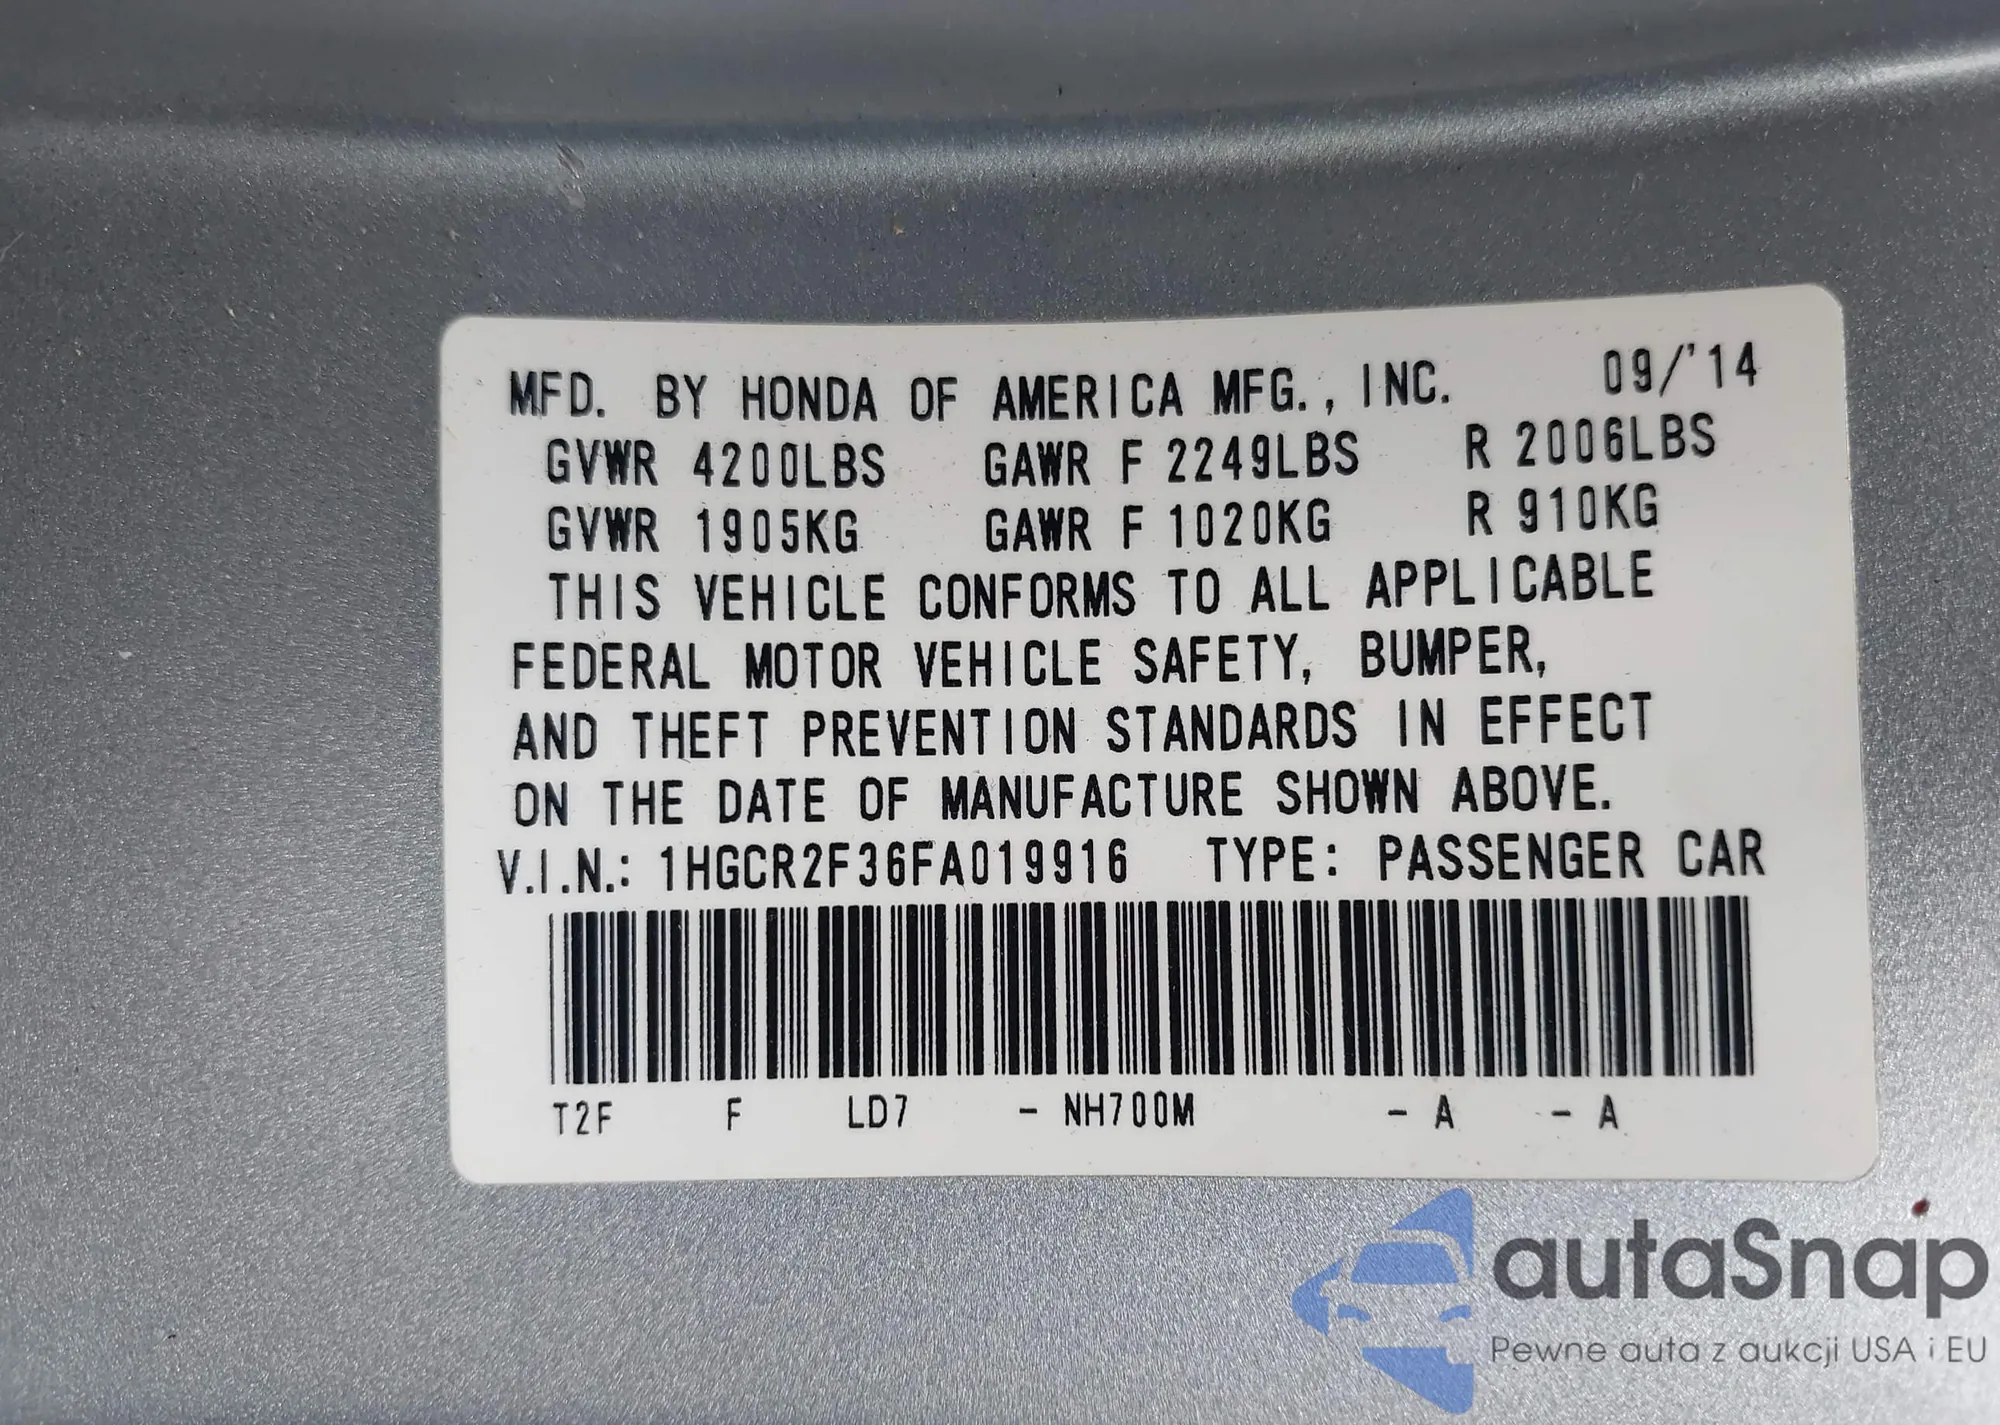 MFD. BY HONDA OF AMERICA MFG., INC. 09/'14
GVWR 4200LBS GAWR F 2249LBS R 2006LBS
GVWR 1905KG GAWR F 1020KG R 910KG
THIS VEHICLE CONFORMS TO ALL APPLICABLE
FEDERAL MOTOR VEHICLE SAFETY, BUMPER,
AND THEFT PREVENTION STANDARDS IN EFFECT
ON THE DATE OF MANUFACTURE SHOWN ABOVE.
V.I.N.: 1HGCR2F36FA019916 TYPE: PASSENGER CAR
T2F F LD7 - NH700M - A - A
autaSnap
Pewne auta z aukcji USA i EU